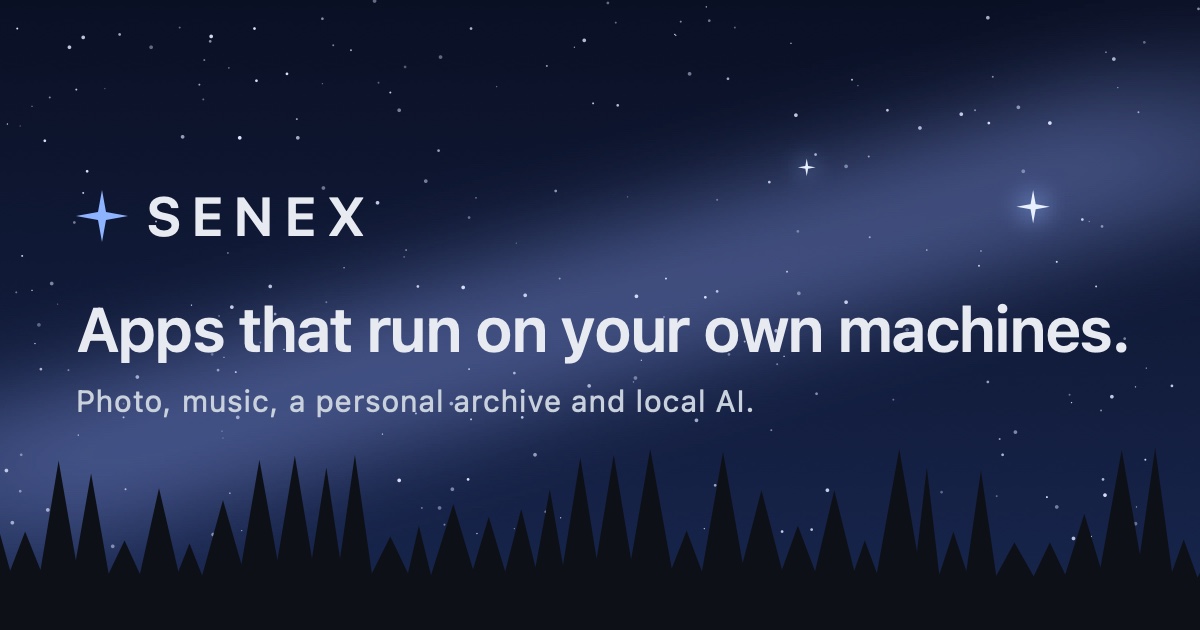 SENEX
Apps that run on your own machines.
Photo, music, a personal archive and local AI.